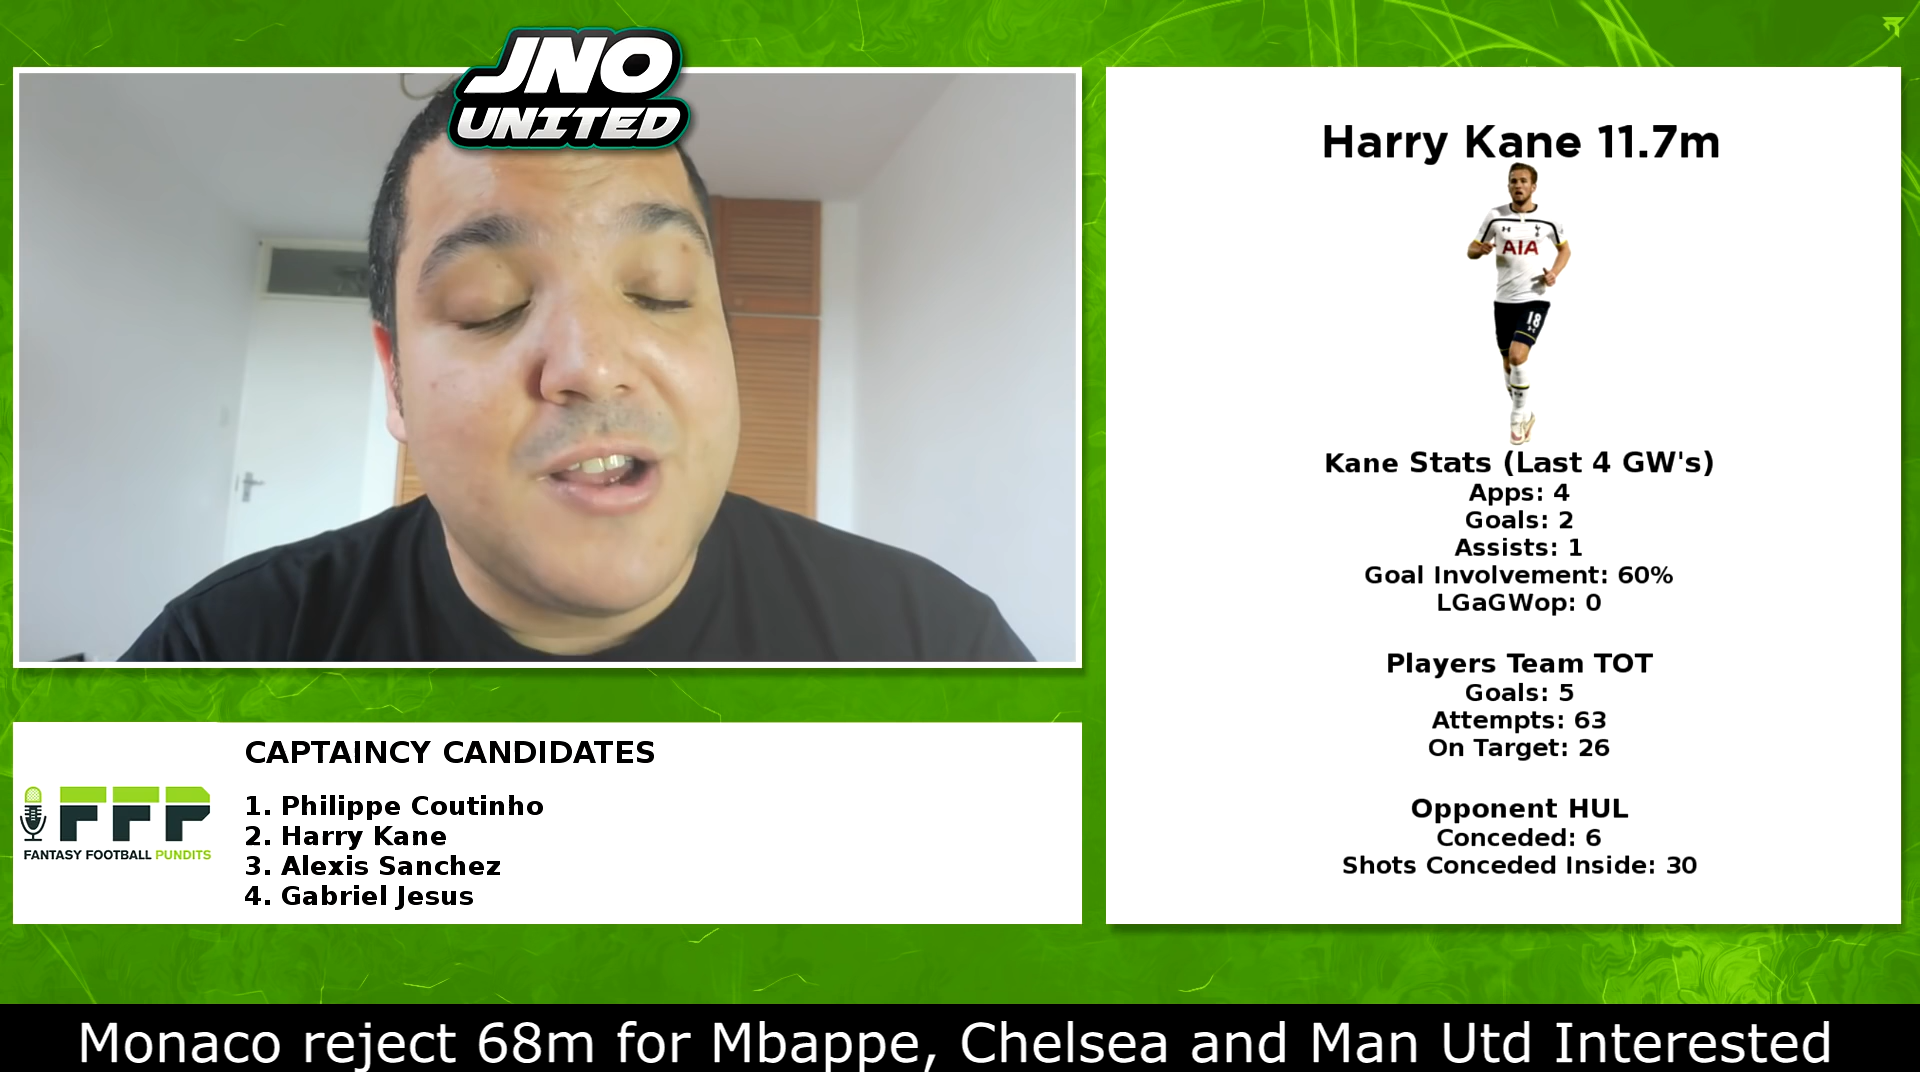 JNO
UNITED
Harry Kane 11.7m
AIA
18
Kane Stats (Last 4 GW's)
Apps: 4
Goals: 2
Assists: 1
Goal Involvement: 60%
LGaGWop: 0
Players Team TOT
Goals: 5
Attempts: 63
On Target: 26
Opponent HUL
Conceded: 6
Shots Conceded Inside: 30
CAPTAINCY CANDIDATES
1. Philippe Coutinho
2. Harry Kane
3. Alexis Sanchez
4. Gabriel Jesus
FFP
FANTASY FOOTBALL PUNDITS
Monaco reject 68m for Mbappe, Chelsea and Man Utd Interested